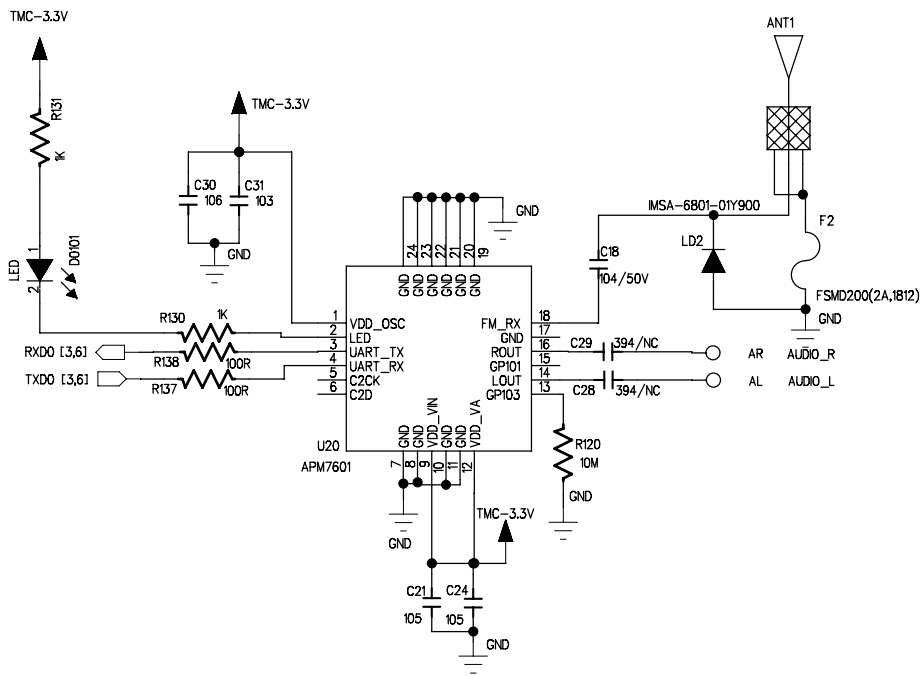 ANT1
TMC-3.3V
R131
1K
TMC-3.3V
C30
106
C31
103
GND
GND
IMSA-6801-01Y900
F2
LD2
C18
104/50V
FSMD200(2A,1812)
GND
LED
1
2
D0101
24 23 22 21 20 19
GND GND GND GND GND GND
R130 1K
1 VDD_OSC
2 LED
RXD0 [3,6]
R138 100R
3 UART_TX
4 UART_RX
TXD0 [3,6]
R137 100R
5 C2CK
6 C2D
FM_RX 18
GND 17
ROUT 16
GP101 15
LOUT 14
GP103 13
C29 394/NC
AR AUDIO_R
C28 394/NC
AL AUDIO_L
GND GND VDD_VIN GND GND VDD_VA
7 8 9 10 11 12
U20
APM7601
R120
10M
GND
GND
TMC-3.3V
C21
105
C24
105
GND